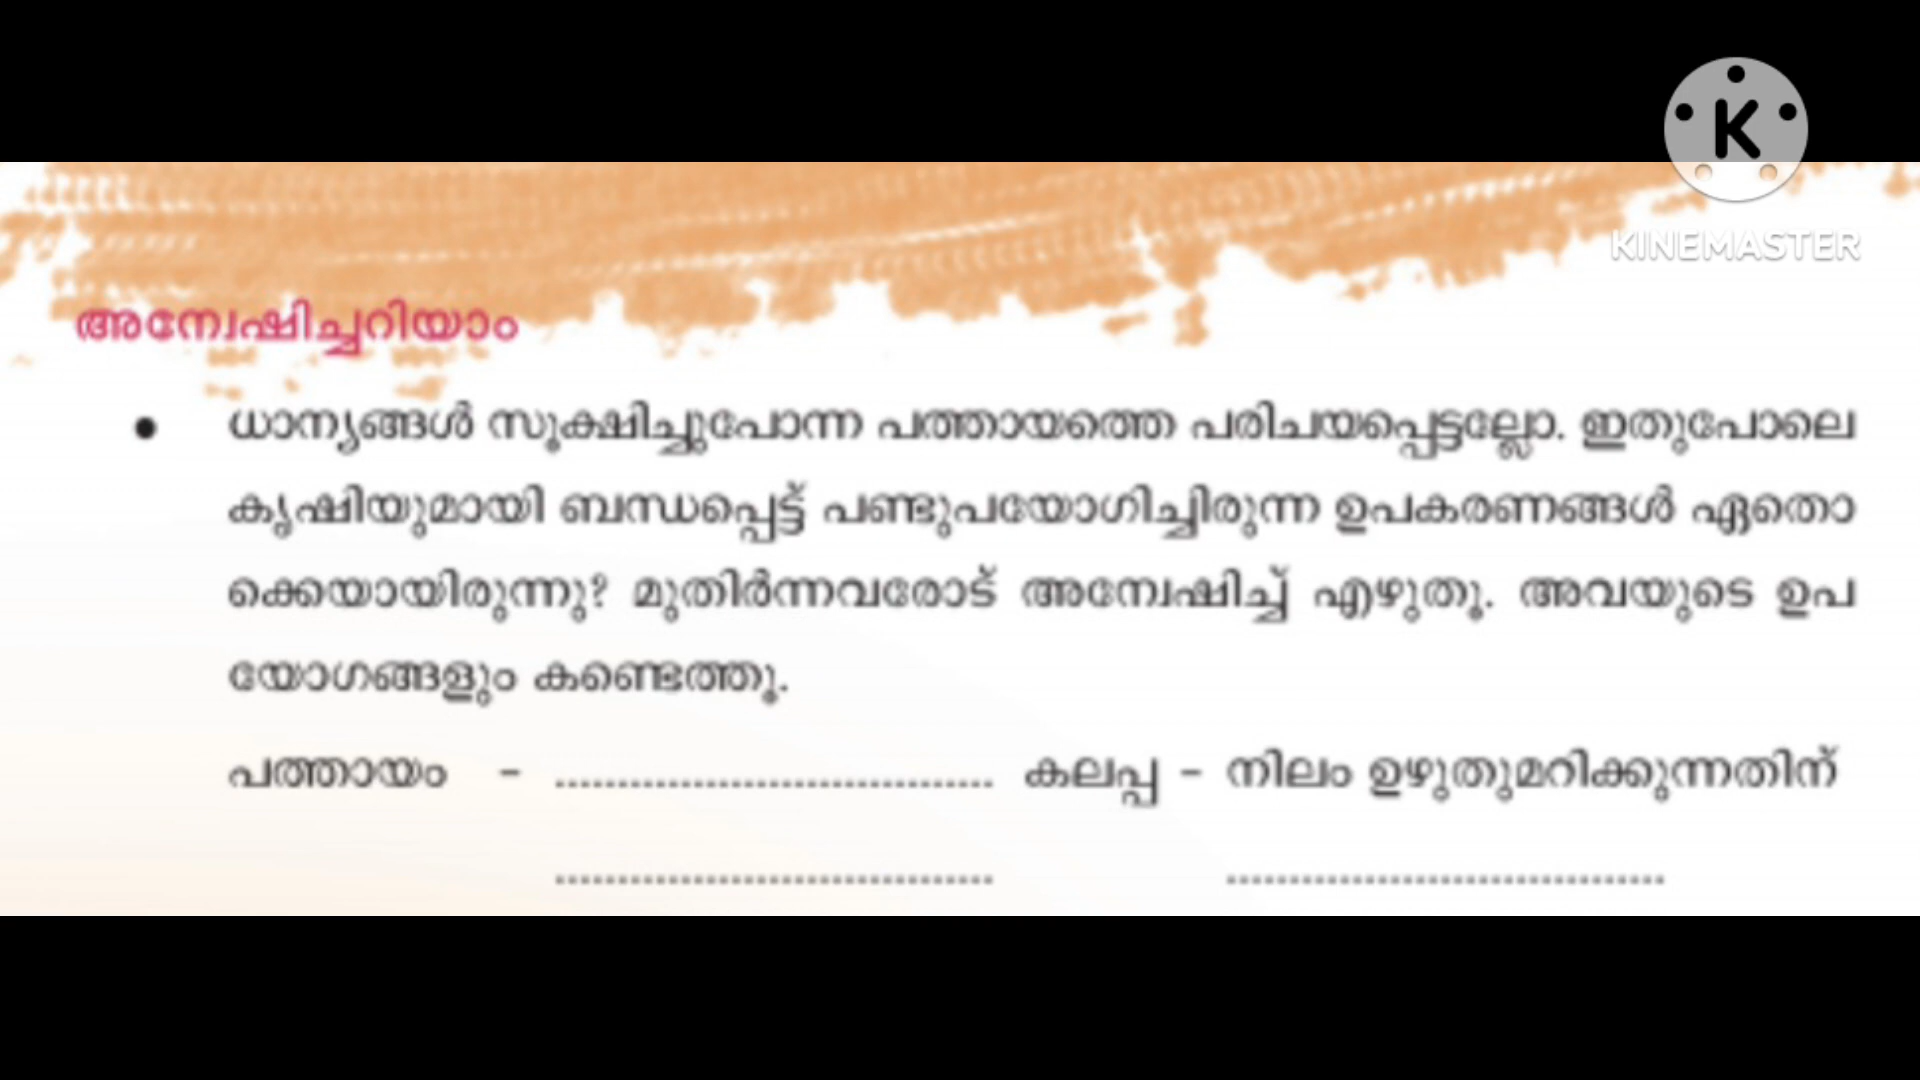 K
KINEMASTER
അന്വേഷിച്ചറിയാം
● ധാന്യങ്ങൾ സൂക്ഷിച്ചുപോന്ന പത്തായത്തെ പരിചയപ്പെട്ടല്ലോ. ഇതുപോലെ
കൃഷിയുമായി ബന്ധപ്പെട്ട് പണ്ടുപയോഗിച്ചിരുന്ന ഉപകരണങ്ങൾ ഏതൊ
ക്കെയായിരുന്നു? മുതിർന്നവരോട് അന്വേഷിച്ച് എഴുതൂ. അവയുടെ ഉപ
യോഗങ്ങളും കണ്ടെത്തൂ.
പത്തായം - .................................... കലപ്പ - നിലം ഉഴുതുമറിക്കുന്നതിന്
.................................... ....................................